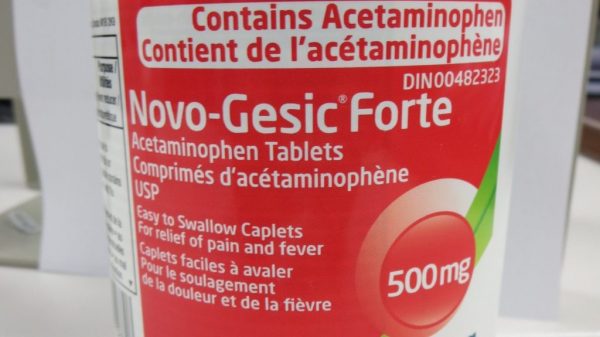 Contains Acetaminophen
Contient de l'acétaminophène
DIN00482323
Novo-Gesic® Forte
Acetaminophen Tablets
Comprimés d'acétaminophène
USP
Easy to Swallow Caplets
For relief of pain and fever
Caplets faciles à avaler
Pour le soulagement
de la douleur et de la fièvre
500mg